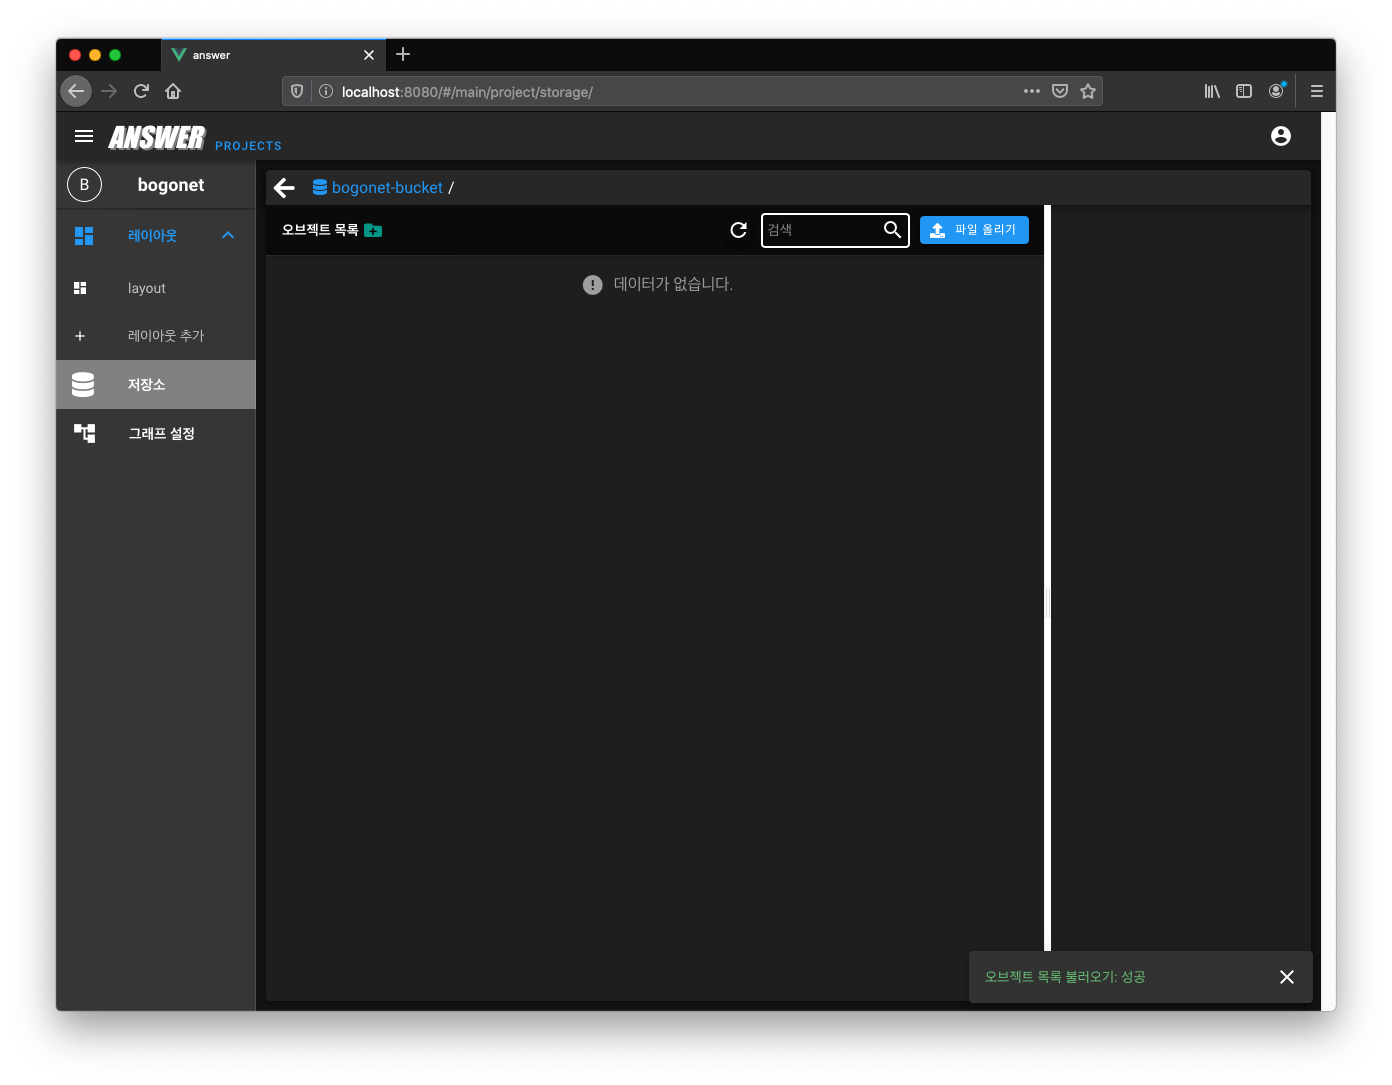 answer
localhost:8080/#/main/project/storage/
ANSWER PROJECTS
B bogonet
bogonet-bucket /
레이아웃
오브젝트 목록
검색
파일 올리기
데이터가 없습니다.
layout
레이아웃 추가
저장소
그래프 설정
오브젝트 목록 불러오기: 성공